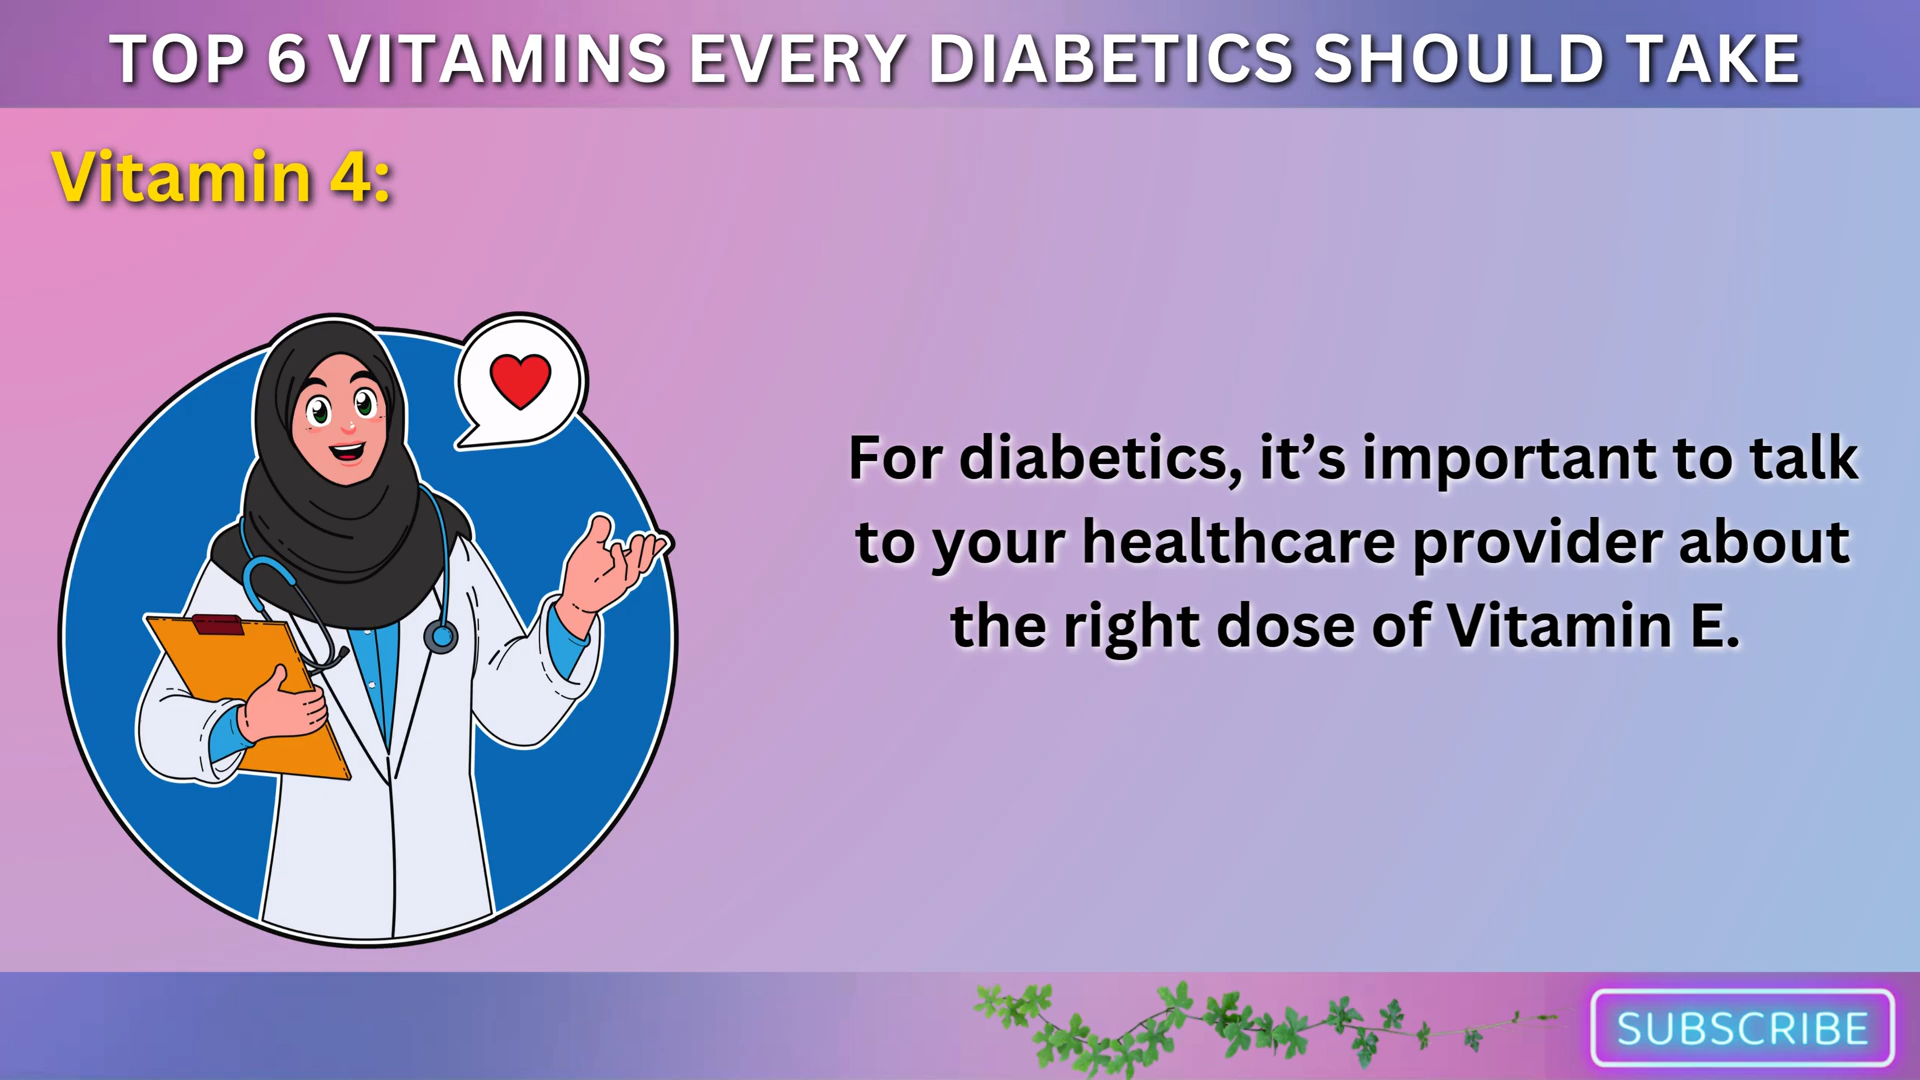 TOP 6 VITAMINS EVERY DIABETICS SHOULD TAKE
Vitamin 4:
For diabetics, it’s important to talk
to your healthcare provider about
the right dose of Vitamin E.
SUBSCRIBE